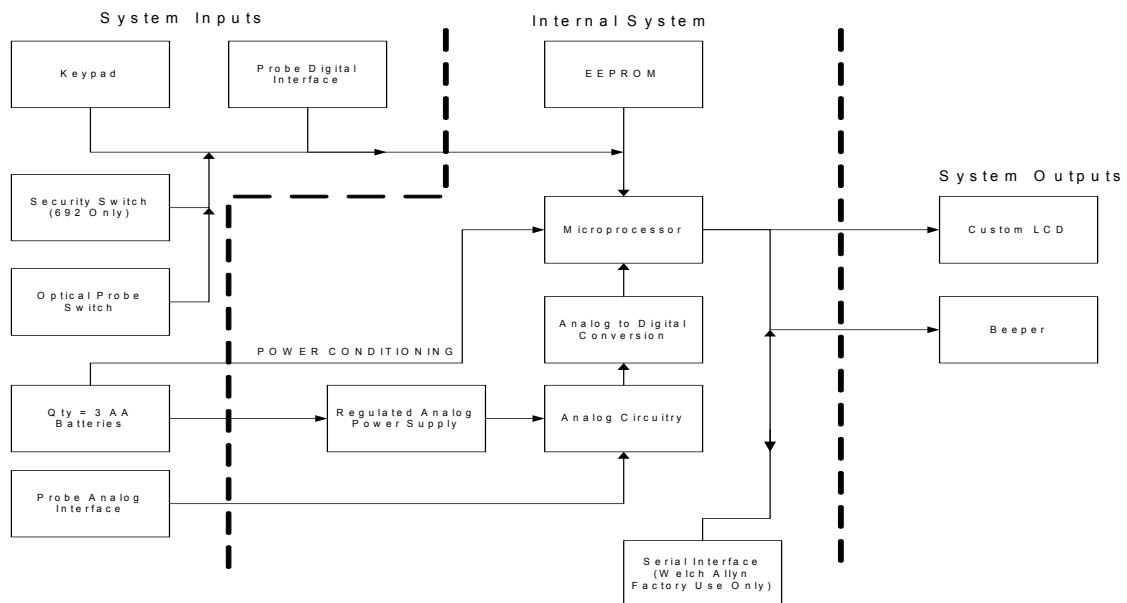 System Inputs
Internal System
Keypad
Probe Digital
Interface
EEPROM
Security Switch
(692 Only)
System Outputs
Microprocessor
Custom LCD
Optical Probe
Switch
Analog to Digital
Conversion
Beeper
POWER CONDITIONING
Qty = 3 AA
Batteries
Regulated Analog
Power Supply
Analog Circuitry
Probe Analog
Interface
Serial Interface
(Welch Allyn
Factory Use Only)